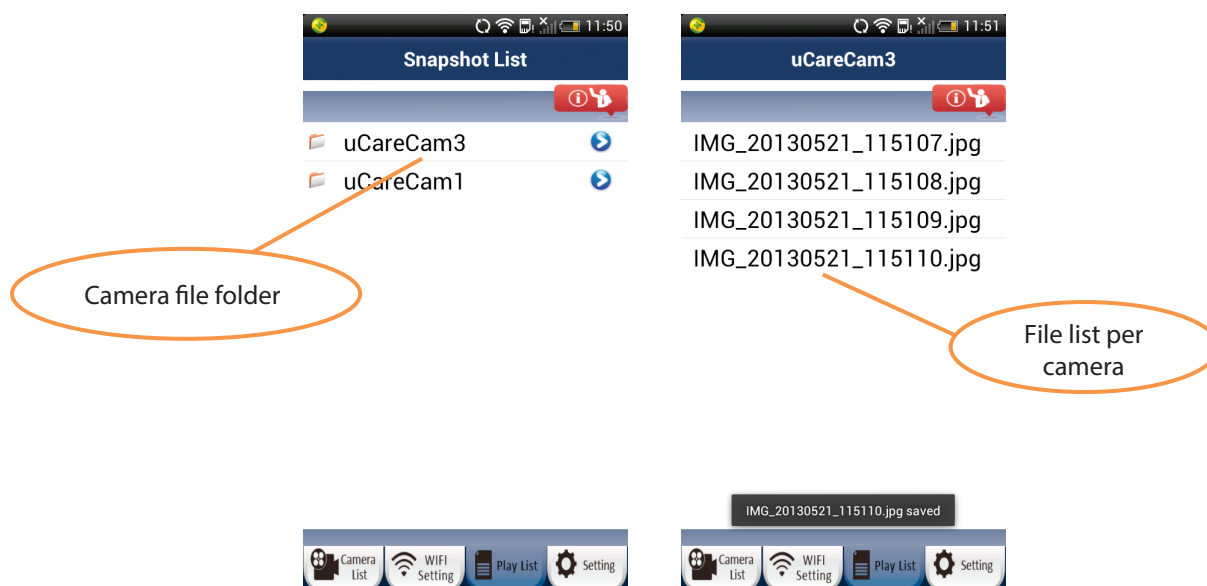 11:50
Snapshot List
uCareCam3
uCareCam1
Camera file folder
Camera List
WIFI Setting
Play List
Setting
11:51
uCareCam3
IMG_20130521_115107.jpg
IMG_20130521_115108.jpg
IMG_20130521_115109.jpg
IMG_20130521_115110.jpg
File list per
camera
IMG_20130521_115110.jpg saved
Camera List
WIFI Setting
Play List
Setting